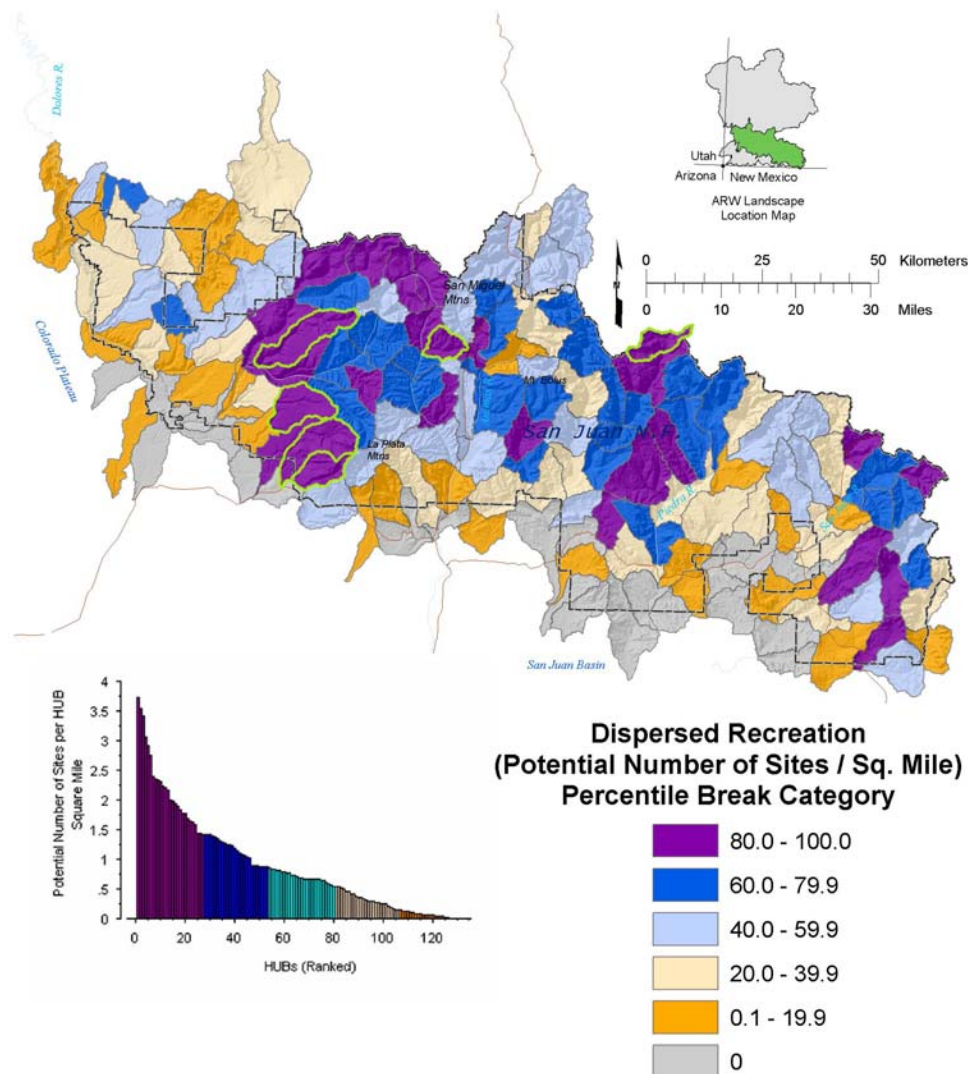 Dolores R.
Utah
Arizona
New Mexico
ARW Landscape
Location Map
N
0 25 50 Kilometers
0 10 20 30 Miles
San Miguel
Mtns
Colorado Plateau
San Juan N.F.
La Plata
Mtns
Piedra R.
San Juan Basin
4
3.5
3
2.5
2
1.5
1
.5
0
Potential Number of Sites per HUB
Square Mile
0 20 40 60 80 100 120
HUBs (Ranked)
Dispersed Recreation
(Potential Number of Sites / Sq. Mile)
Percentile Break Category
80.0 - 100.0
60.0 - 79.9
40.0 - 59.9
20.0 - 39.9
0.1 - 19.9
0